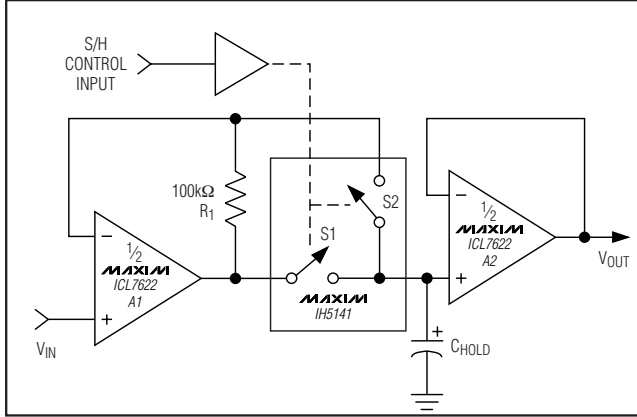 S/H
CONTROL
INPUT
100kΩ
R1
−
½
MAXIM
ICL7622
A1
+
VIN
S1
S2
MAXIM
IH5141
−
½
MAXIM
ICL7622
A2
+
VOUT
+
CHOLD